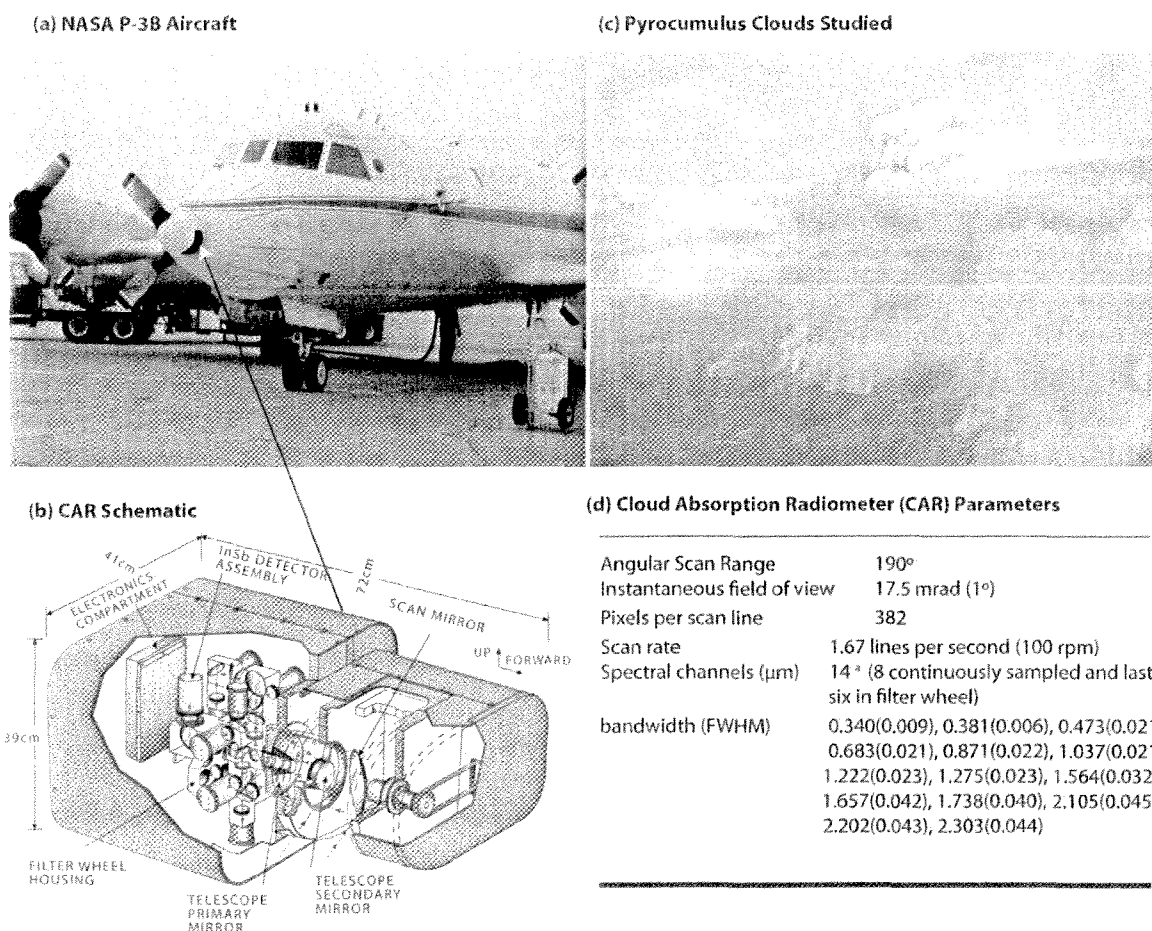 (a) NASA P-3B Aircraft
(c) Pyrocumulus Clouds Studied
(b) CAR Schematic
41cm
ELECTRONICS
COMPARTMENT
InSb DETECTOR
ASSEMBLY
72cm
SCAN MIRROR
UP
FORWARD
39cm
FILTER WHEEL
HOUSING
TELESCOPE
PRIMARY
MIRROR
TELESCOPE
SECONDARY
MIRROR
(d) Cloud Absorption Radiometer (CAR) Parameters
Angular Scan Range 190º
Instantaneous field of view 17.5 mrad (1º)
Pixels per scan line 382
Scan rate 1.67 lines per second (100 rpm)
Spectral channels (µm) 14 ª (8 continuously sampled and last
six in filter wheel)
bandwidth (FWHM) 0.340(0.009), 0.381(0.006), 0.473(0.021
0.683(0.021), 0.871(0.022), 1.037(0.021
1.222(0.023), 1.275(0.023), 1.564(0.032
1.657(0.042), 1.738(0.040), 2.105(0.045
2.202(0.043), 2.303(0.044)